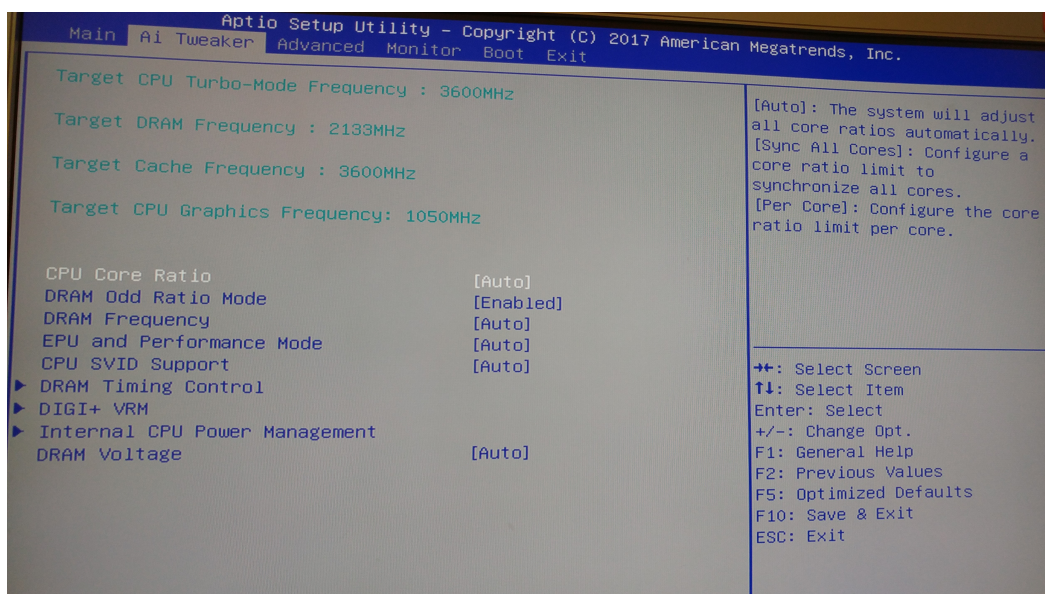 Aptio Setup Utility – Copyright (C) 2017 American Megatrends, Inc.
Main Ai Tweaker Advanced Monitor Boot Exit
Target CPU Turbo-Mode Frequency : 3600MHz
Target DRAM Frequency : 2133MHz
Target Cache Frequency : 3600MHz
Target CPU Graphics Frequency: 1050MHz
CPU Core Ratio [Auto]
DRAM Odd Ratio Mode [Enabled]
DRAM Frequency [Auto]
EPU and Performance Mode [Auto]
CPU SVID Support [Auto]
▶ DRAM Timing Control
▶ DIGI+ VRM
▶ Internal CPU Power Management
DRAM Voltage [Auto]
[Auto]: The system will adjust
all core ratios automatically.
[Sync All Cores]: Configure a
core ratio limit to
synchronize all cores.
[Per Core]: Configure the core
ratio limit per core.
→←: Select Screen
↑↓: Select Item
Enter: Select
+/-: Change Opt.
F1: General Help
F2: Previous Values
F5: Optimized Defaults
F10: Save & Exit
ESC: Exit